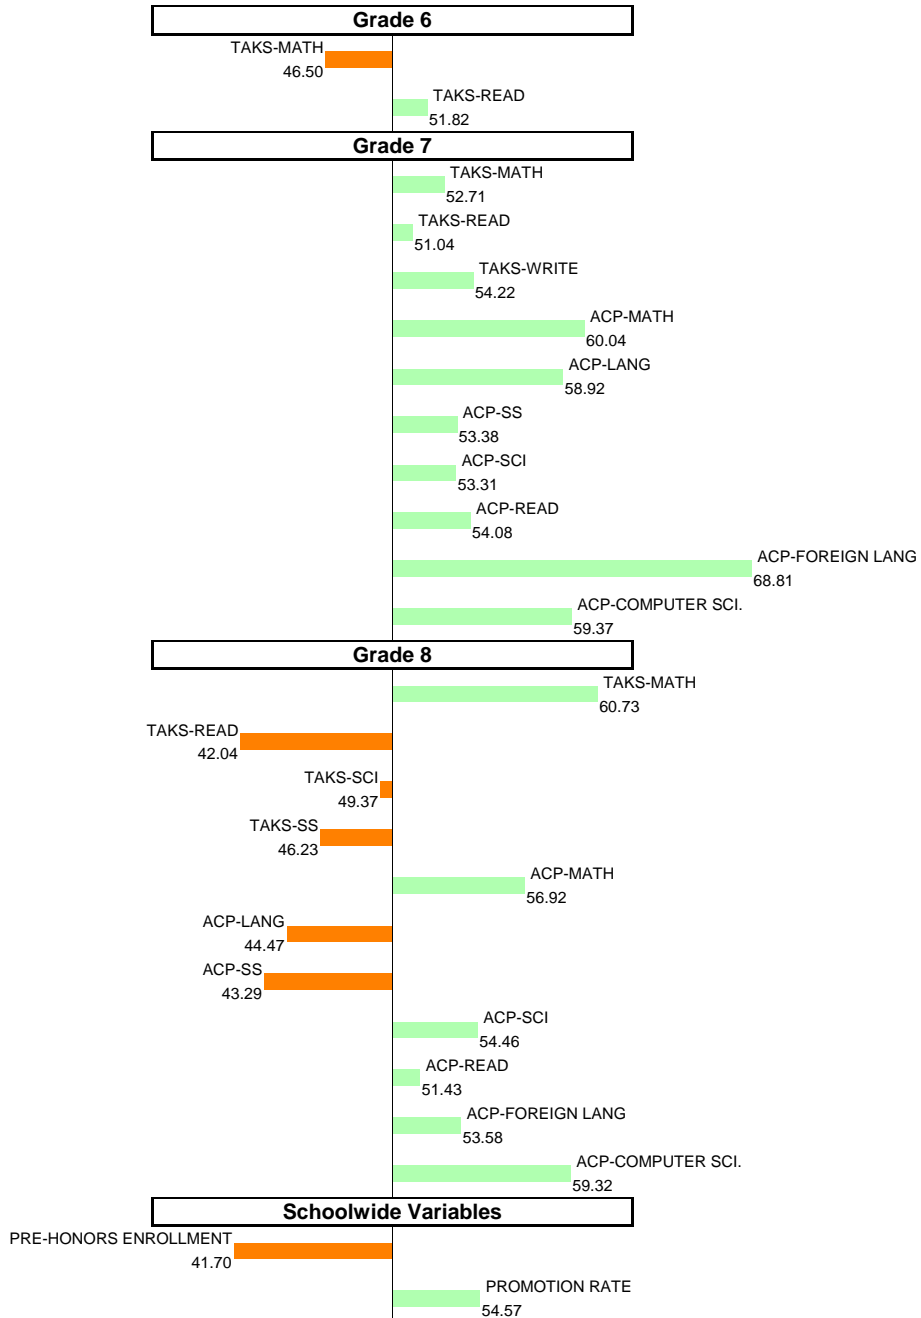 Grade 6
TAKS-MATH
46.50
TAKS-READ
51.82
Grade 7
TAKS-MATH
52.71
TAKS-READ
51.04
TAKS-WRITE
54.22
ACP-MATH
60.04
ACP-LANG
58.92
ACP-SS
53.38
ACP-SCI
53.31
ACP-READ
54.08
ACP-FOREIGN LANG
68.81
ACP-COMPUTER SCI.
59.37
Grade 8
TAKS-MATH
60.73
TAKS-READ
42.04
TAKS-SCI
49.37
TAKS-SS
46.23
ACP-MATH
56.92
ACP-LANG
44.47
ACP-SS
43.29
ACP-SCI
54.46
ACP-READ
51.43
ACP-FOREIGN LANG
53.58
ACP-COMPUTER SCI.
59.32
Schoolwide Variables
PRE-HONORS ENROLLMENT
41.70
PROMOTION RATE
54.57